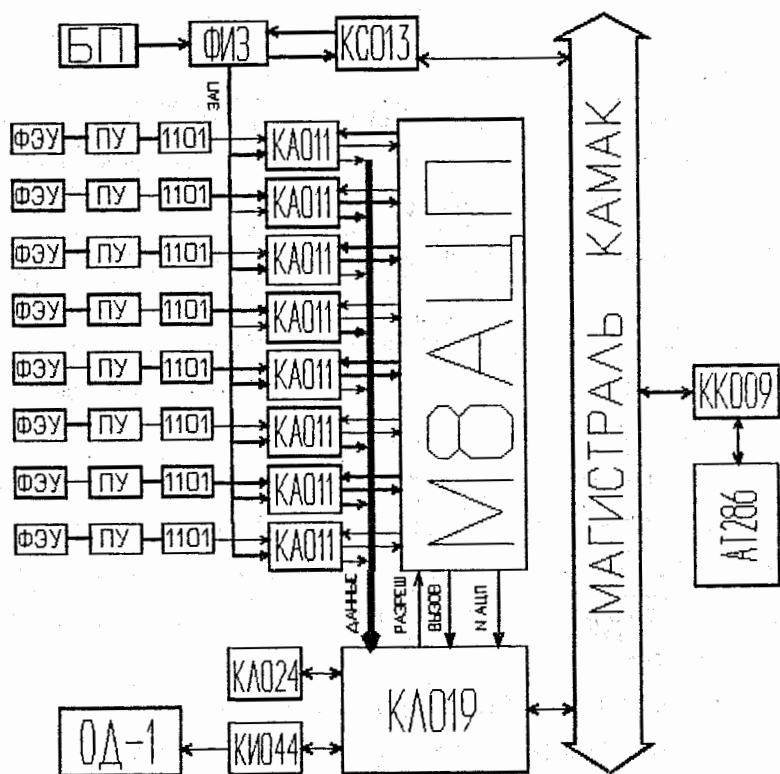 БП ФИЗ КС013
ЗАП
ФЭУ ПУ 1101 КА011
ФЭУ ПУ 1101 КА011
ФЭУ ПУ 1101 КА011
ФЭУ ПУ 1101 КА011
ФЭУ ПУ 1101 КА011
ФЭУ ПУ 1101 КА011
ФЭУ ПУ 1101 КА011
ФЭУ ПУ 1101 КА011
М8АЦП
МАГИСТРАЛЬ КАМАК
КК009
АТ286
ДАННЫЕ
РАЗРЕШ
ВЫЗОВ
N АЦП
КЛ024
КЛ019
ОД-1 КИ044